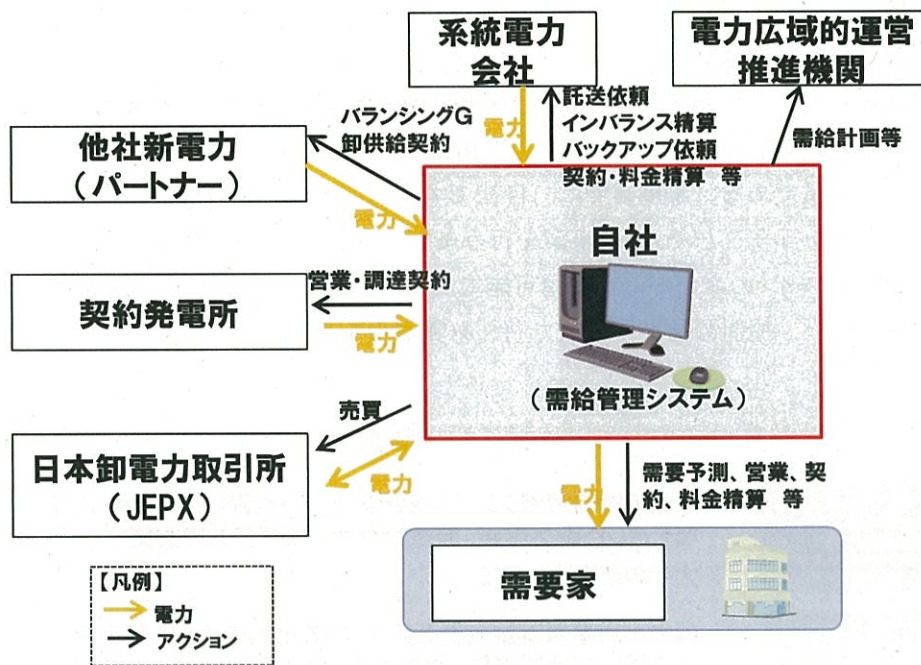 系統電力
会社
電力広域的運営
推進機関
バランシングG
卸供給契約
電力
託送依頼
インバランス精算
バックアップ依頼
契約・料金精算 等
需給計画等
他社新電力
（パートナー）
電力
自社
営業・調達契約
契約発電所
電力
（需給管理システム）
売買
日本卸電力取引所
（JEPX）
電力
電力
需要予測、営業、契
約、料金精算 等
需要家
【凡例】
電力
アクション